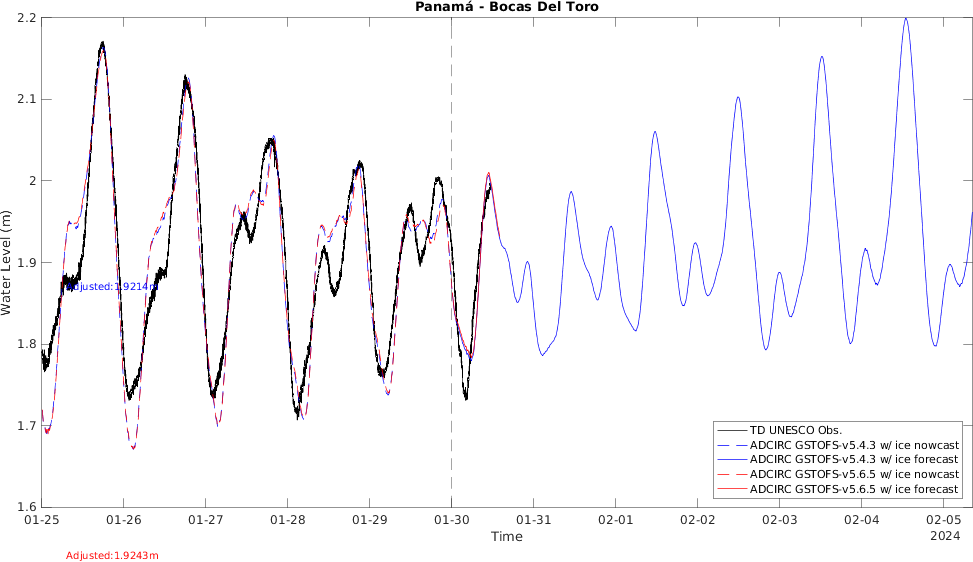 Panamá - Bocas Del Toro
Water Level (m)
2.2
2.1
2
1.9
1.8
1.7
1.6
Adjusted:1.9214m
TD UNESCO Obs.
ADCIRC GSTOFS-v5.4.3 w/ ice nowcast
ADCIRC GSTOFS-v5.4.3 w/ ice forecast
ADCIRC GSTOFS-v5.6.5 w/ ice nowcast
ADCIRC GSTOFS-v5.6.5 w/ ice forecast
01-25 01-26 01-27 01-28 01-29 01-30 01-31 02-01 02-02 02-03 02-04 02-05
Time
2024
Adjusted:1.9243m